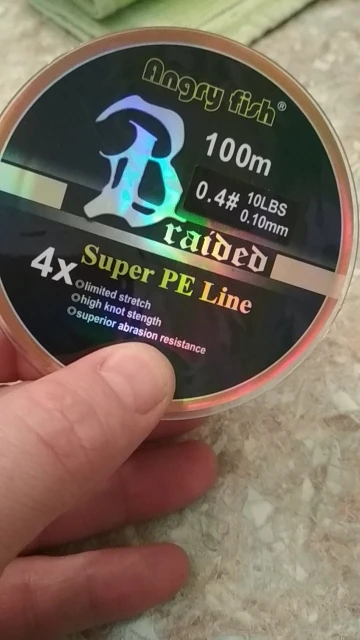 Angry fish®
100m
0.4# 10LBS
0.10mm
Braided
4x Super PE Line
limited stretch
high knot stength
superior abrasion resistance